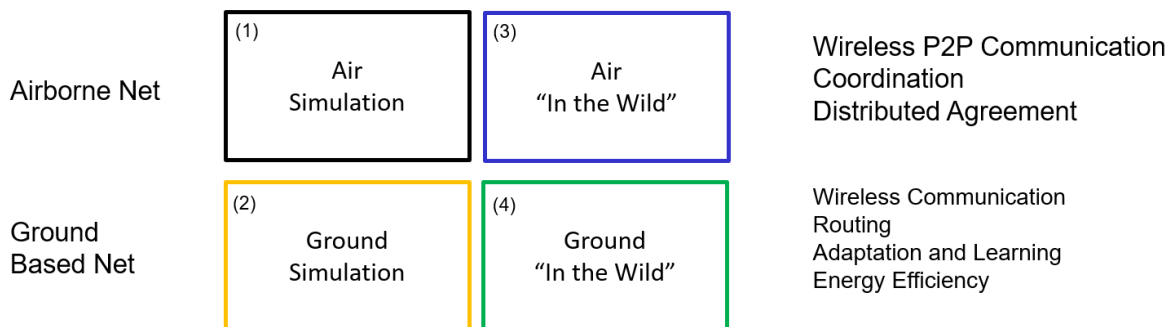 Airborne Net
(1)
Air
Simulation
(3)
Air
“In the Wild”
Wireless P2P Communication
Coordination
Distributed Agreement
Ground
Based Net
(2)
Ground
Simulation
(4)
Ground
“In the Wild”
Wireless Communication
Routing
Adaptation and Learning
Energy Efficiency